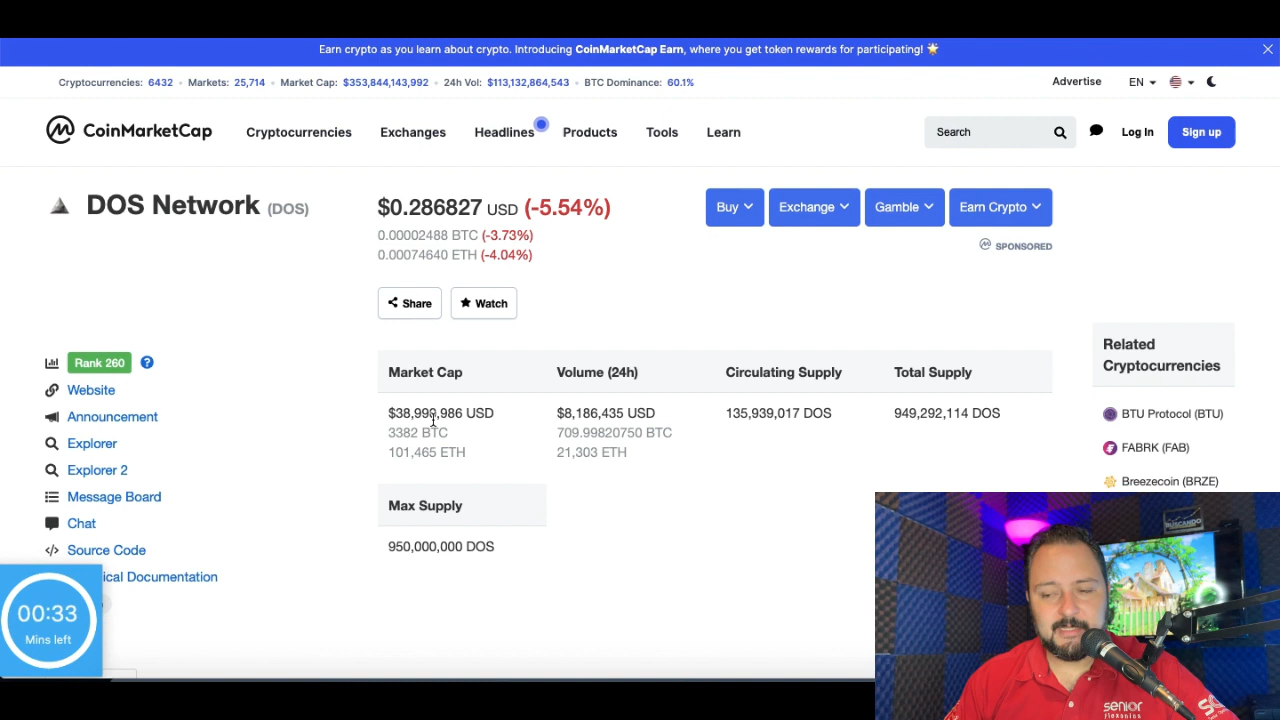 Earn crypto as you learn about crypto. Introducing CoinMarketCap Earn, where you get token rewards for participating! 🌟
Cryptocurrencies: 6432 • Markets: 25,714 • Market Cap: $353,844,143,992 • 24h Vol: $113,132,864,543 • BTC Dominance: 60.1%
Advertise EN
CoinMarketCap Cryptocurrencies Exchanges Headlines Products Tools Learn Search Log In Sign up
DOS Network (DOS)
$0.286827 USD (-5.54%)
0.00002488 BTC (-3.73%)
0.00074640 ETH (-4.04%)
Buy Exchange Gamble Earn Crypto
SPONSORED
Share Watch
Rank 260
Website
Announcement
Explorer
Explorer 2
Message Board
Chat
Source Code
ical Documentation
Market Cap Volume (24h) Circulating Supply Total Supply
$38,990,986 USD $8,186,435 USD 135,939,017 DOS 949,292,114 DOS
3382 BTC 709.99820750 BTC
101,465 ETH 21,303 ETH
Max Supply
950,000,000 DOS
Related
Cryptocurrencies
BTU Protocol (BTU)
FABRK (FAB)
Breezecoin (BRZE)
00:33
Mins left
BUSCANDO
senior